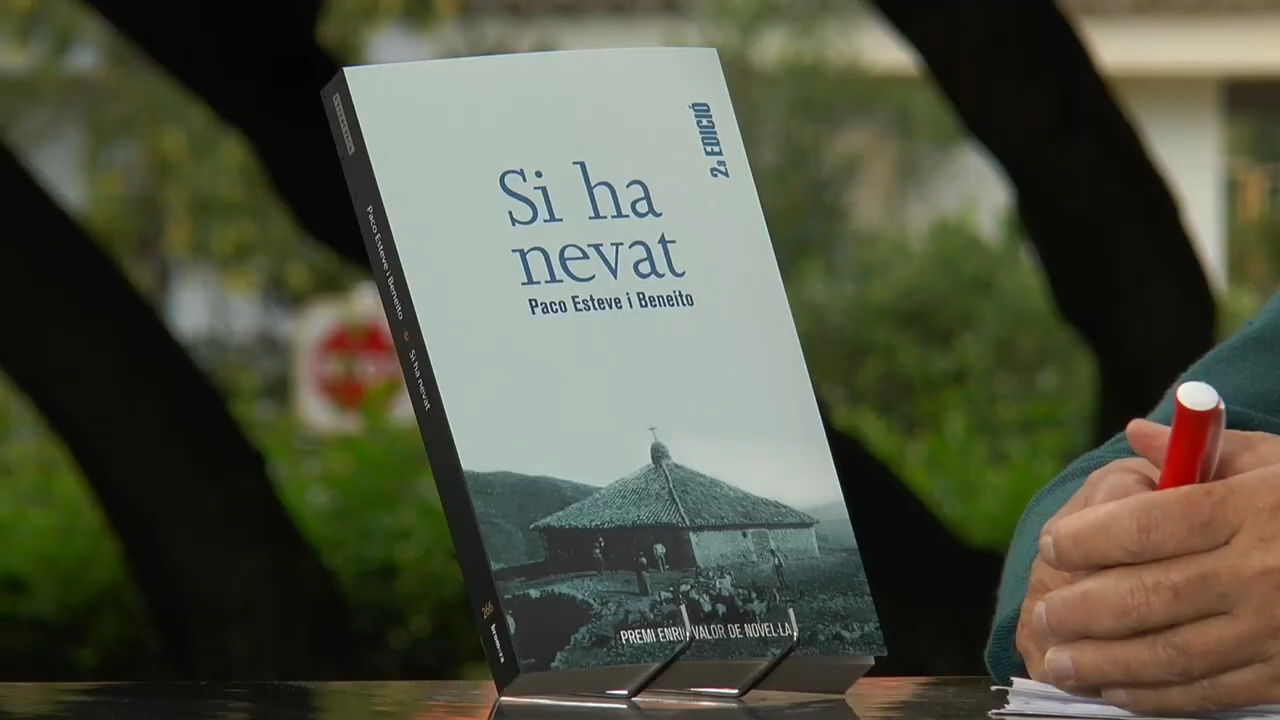 2a EDICIÓ
Si ha
nevat
Paco Esteve i Beneito
PREMI ENRIC VALOR DE NOVEL·LA
Paco Esteve i Beneito
Si ha nevat
bromera